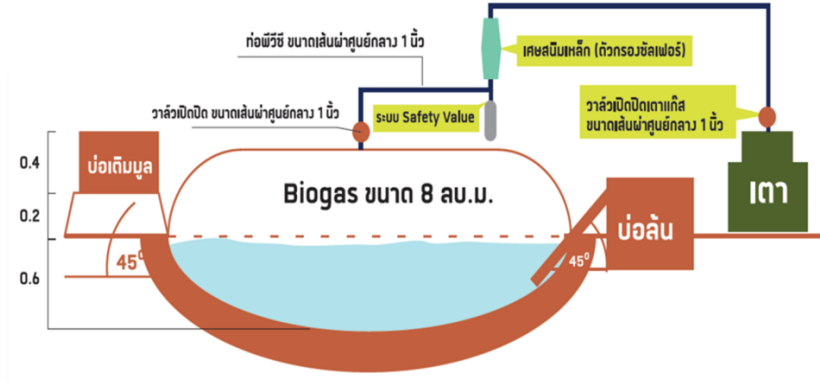 ท่อพีวีซี ขนาดเส้นผ่าศูนย์กลาง 1 นิ้ว
เศษสนิมเหล็ก (ตัวกรองซัลเฟอร์)
วาล์วเปิดปิด ขนาดเส้นผ่าศูนย์กลาง 1 นิ้ว
ระบบ Safety Value
วาล์วเปิดปิดเตาแก๊ส
ขนาดเส้นผ่าศูนย์กลาง 1 นิ้ว
0.4
บ่อเติมมูล
Biogas ขนาด 8 ลบ.ม.
เตา
0.2
บ่อล้น
45⁰
45⁰
0.6